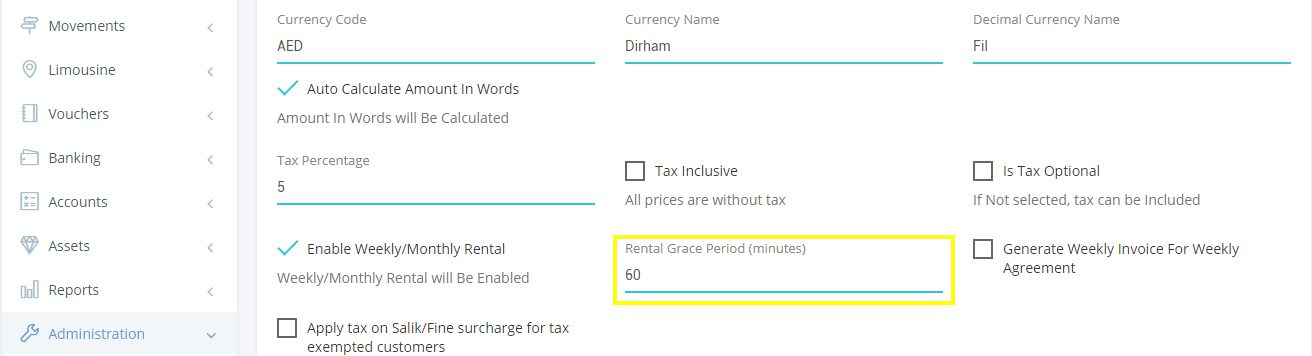 Movements
Limousine
Vouchers
Banking
Accounts
Assets
Reports
Administration
Currency Code
Currency Name
Decimal Currency Name
AED
Dirham
Fil
Auto Calculate Amount In Words
Amount In Words will Be Calculated
Tax Percentage
5
Tax Inclusive
All prices are without tax
Is Tax Optional
If Not selected, tax can be Included
Enable Weekly/Monthly Rental
Weekly/Monthly Rental will Be Enabled
Rental Grace Period (minutes)
60
Generate Weekly Invoice For Weekly
Agreement
Apply tax on Salik/Fine surcharge for tax
exempted customers